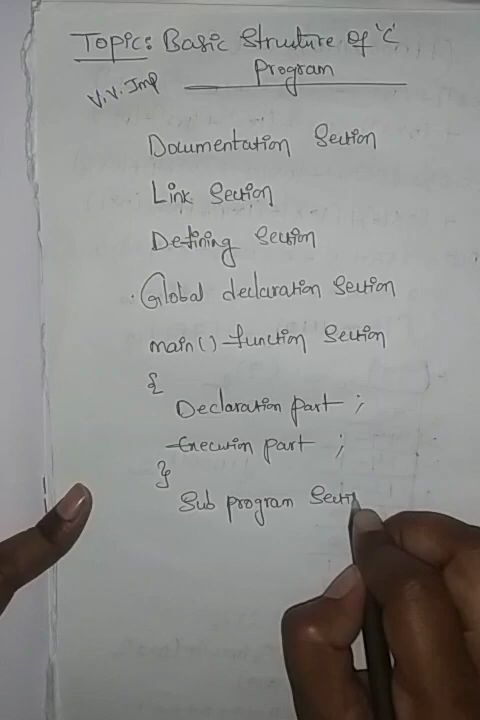 Topic: Basic Structure of 'C'
Program
V.V. Imp
Documentation Section
Link Section
Defining Section
Global declaration Section
main() function Section
{
Declaration part ;
Execution part ;
}
Sub program Secti